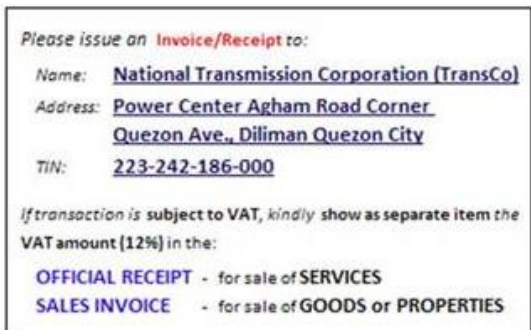 Please issue an Invoice/Receipt to:
Name: National Transmission Corporation (TransCo)
Address: Power Center Agham Road Corner
Quezon Ave., Diliman Quezon City
TIN: 223-242-186-000
If transaction is subject to VAT, kindly show as separate item the
VAT amount (12%) in the:
OFFICIAL RECEIPT - for sale of SERVICES
SALES INVOICE - for sale of GOODS or PROPERTIES